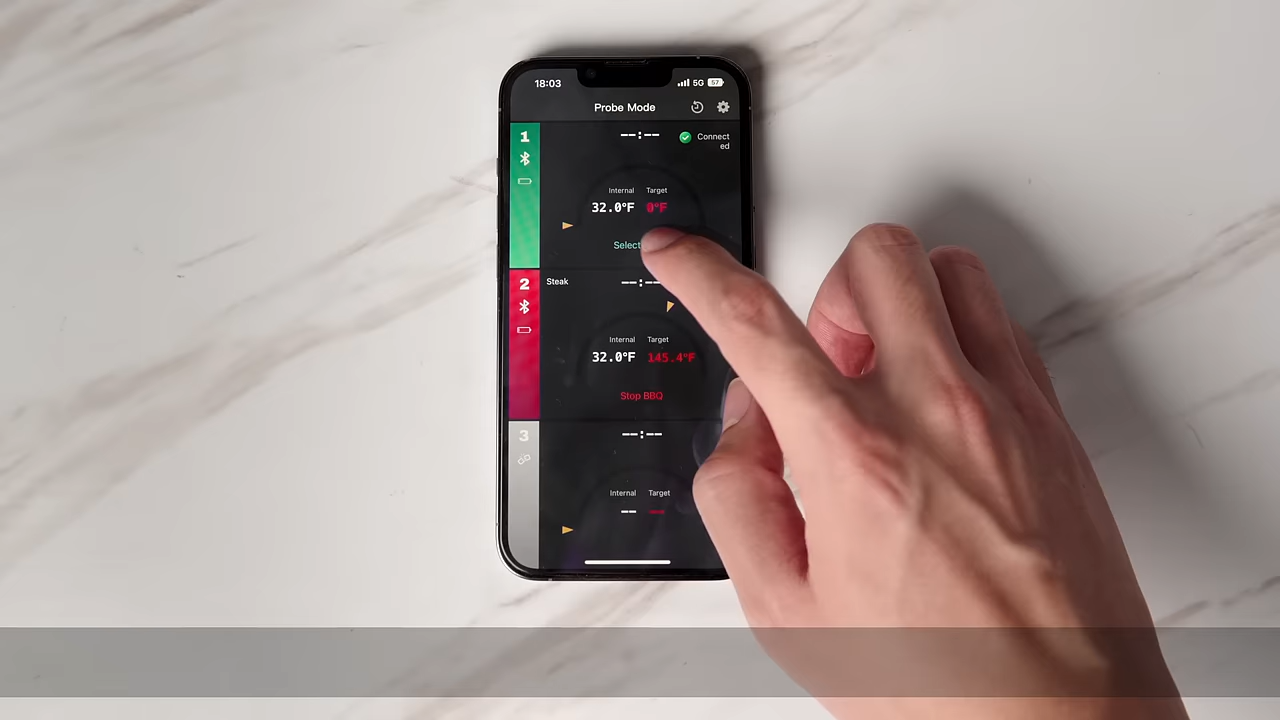 18:03 5G 57
Probe Mode
1 --:-- Connect
ed
Internal Target
32.0°F 0°F
Select
2 Steak --:--
Internal Target
32.0°F 145.4°F
Stop BBQ
3 --:--
Internal Target
-- ---